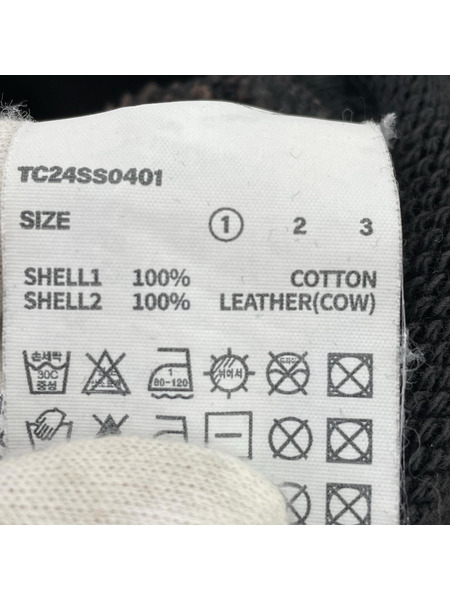 TC24SS0401
SIZE 1 2 3
SHELL1 100% COTTON
SHELL2 100% LEATHER(COW)
손세탁 30C 중성
1 80-120
뉘어서